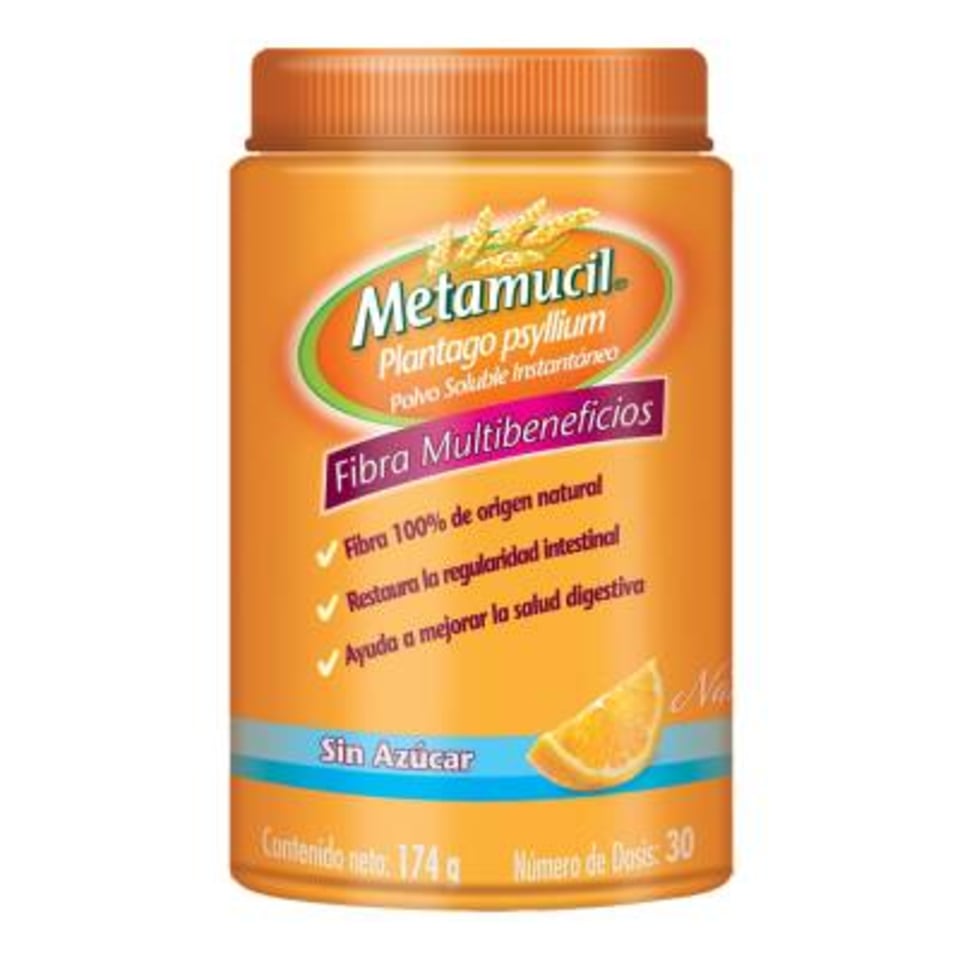 Metamucil®
Plantago psyllium
Polvo Soluble Instantáneo
Fibra Multibeneficios
Fibra 100% de origen natural
Restaura la regularidad intestinal
Ayuda a mejorar la salud digestiva
Sin Azúcar
Contenido neto: 174 g
Número de Dosis: 30